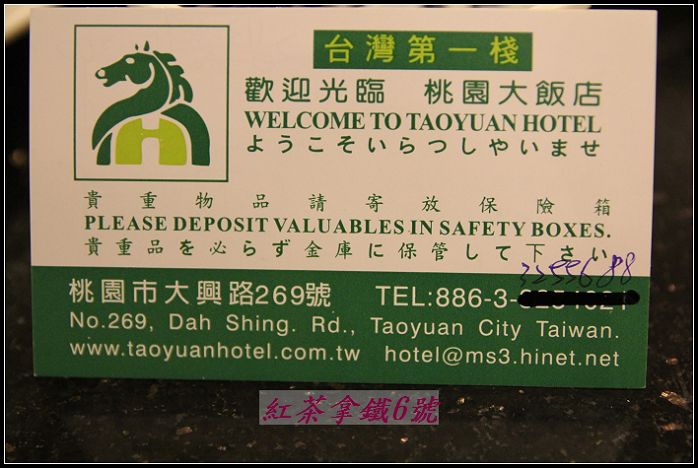 台灣第一棧
歡迎光臨 桃園大飯店
WELCOME TO TAOYUAN HOTEL
ようこそいらつしやいませ
貴重物品請寄放保險箱
PLEASE DEPOSIT VALUABLES IN SAFETY BOXES.
貴重品を必らず金庫に保管して下さい
3255688
桃園市大興路269號 TEL:886-3-
No.269, Dah Shing. Rd., Taoyuan City Taiwan.
www.taoyuanhotel.com.tw hotel@ms3.hinet.net
紅茶拿鐵6號